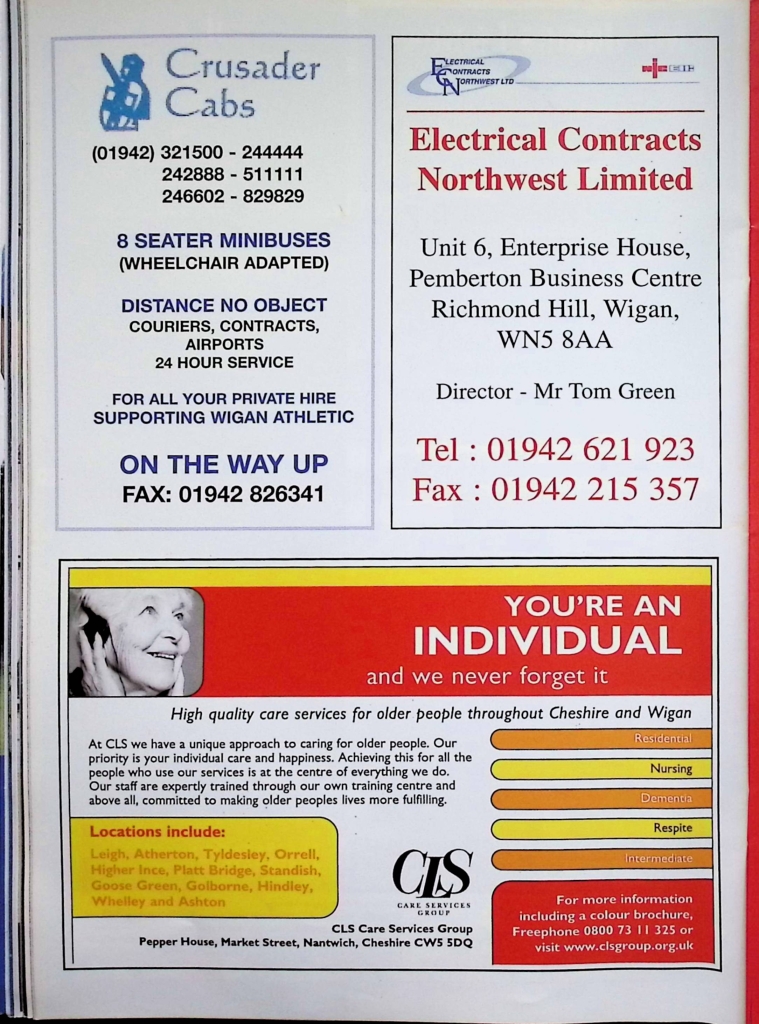 Crusader
Cabs
(01942) 321500 - 244444
242888 - 511111
246602 - 829829
8 SEATER MINIBUSES
(WHEELCHAIR ADAPTED)
DISTANCE NO OBJECT
COURIERS, CONTRACTS,
AIRPORTS
24 HOUR SERVICE
FOR ALL YOUR PRIVATE HIRE
SUPPORTING WIGAN ATHLETIC
ON THE WAY UP
FAX: 01942 826341
ELECTRICAL
CONTRACTS
NORTHWEST LTD
Electrical Contracts
Northwest Limited
Unit 6, Enterprise House,
Pemberton Business Centre
Richmond Hill, Wigan,
WN5 8AA
Director - Mr Tom Green
Tel : 01942 621 923
Fax : 01942 215 357
YOU'RE AN
INDIVIDUAL
and we never forget it
High quality care services for older people throughout Cheshire and Wigan
At CLS we have a unique approach to caring for older people. Our
priority is your individual care and happiness. Achieving this for all the
people who use our services is at the centre of everything we do.
Our staff are expertly trained through our own training centre and
above all, committed to making older peoples lives more fulfilling.
Residential
Nursing
Dementia
Respite
Intermediate
Locations include:
Leigh, Atherton, Tyldesley, Orrell,
Higher Ince, Platt Bridge, Standish,
Goose Green, Golborne, Hindley,
Whelley and Ashton
CLS
CARE SERVICES
GROUP
CLS Care Services Group
Pepper House, Market Street, Nantwich, Cheshire CW5 5DQ
For more information
including a colour brochure,
Freephone 0800 73 11 325 or
visit www.clsgroup.org.uk